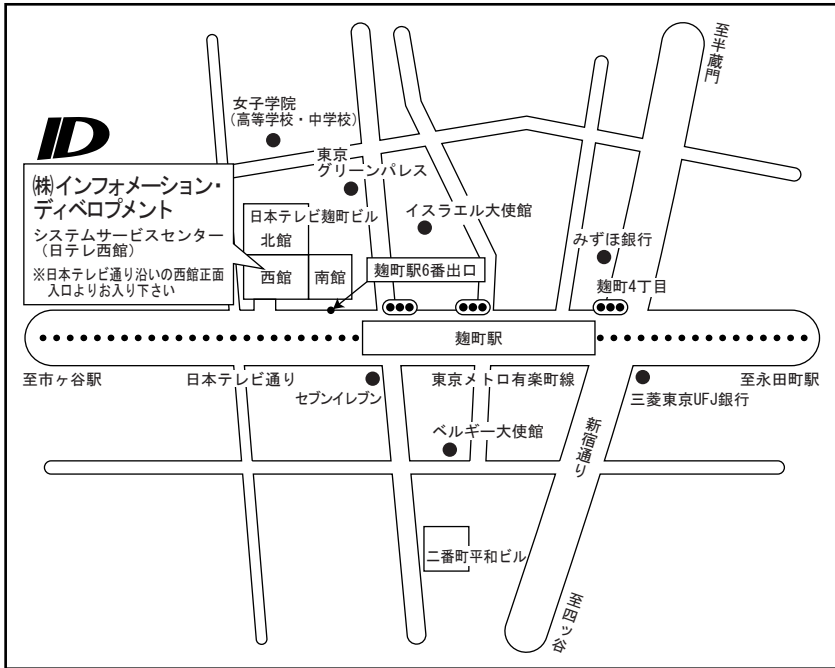 至半蔵門
女子学院
(高等学校・中学校)
ID
東京
グリーンパレス
㈱インフォメーション・
ディベロプメント
システムサービスセンター
(日テレ西館)
※日本テレビ通り沿いの西館正面
入口よりお入り下さい
日本テレビ麹町ビル
北館
西館
南館
イスラエル大使館
麹町駅6番出口
みずほ銀行
麹町4丁目
麹町駅
至市ヶ谷駅
日本テレビ通り
セブンイレブン
東京メトロ有楽町線
三菱東京UFJ銀行
至永田町駅
ベルギー大使館
新宿通り
二番町平和ビル
至四ッ谷